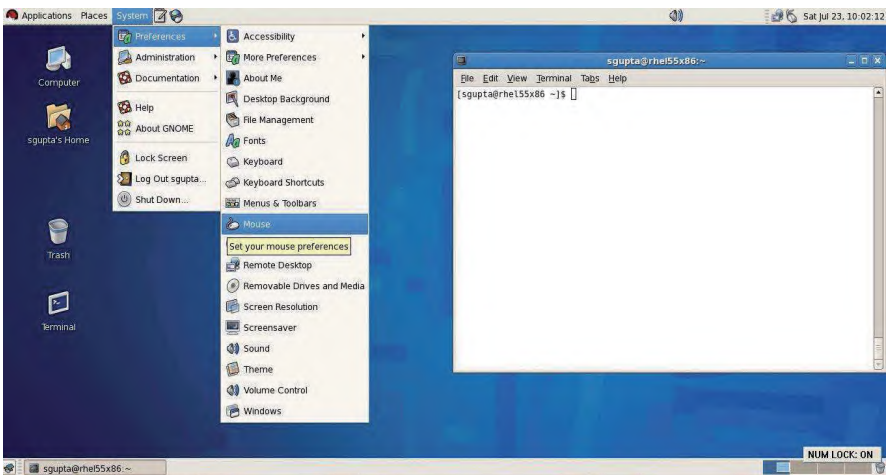 Applications Places System Sat Jul 23, 10:02:12
Computer
sgupta's Home
Trash
Terminal
Preferences
Administration
Documentation
Help
About GNOME
Lock Screen
Log Out sgupta...
Shut Down...
Accessibility
More Preferences
About Me
Desktop Background
File Management
Fonts
Keyboard
Keyboard Shortcuts
Menus & Toolbars
Mouse
Set your mouse preferences
Remote Desktop
Removable Drives and Media
Screen Resolution
Screensaver
Sound
Theme
Volume Control
Windows
sgupta@rhel55x86:~
File Edit View Terminal Tabs Help
[sgupta@rhel55x86 ~]$
NUM LOCK: ON
sgupta@rhel55x86:~